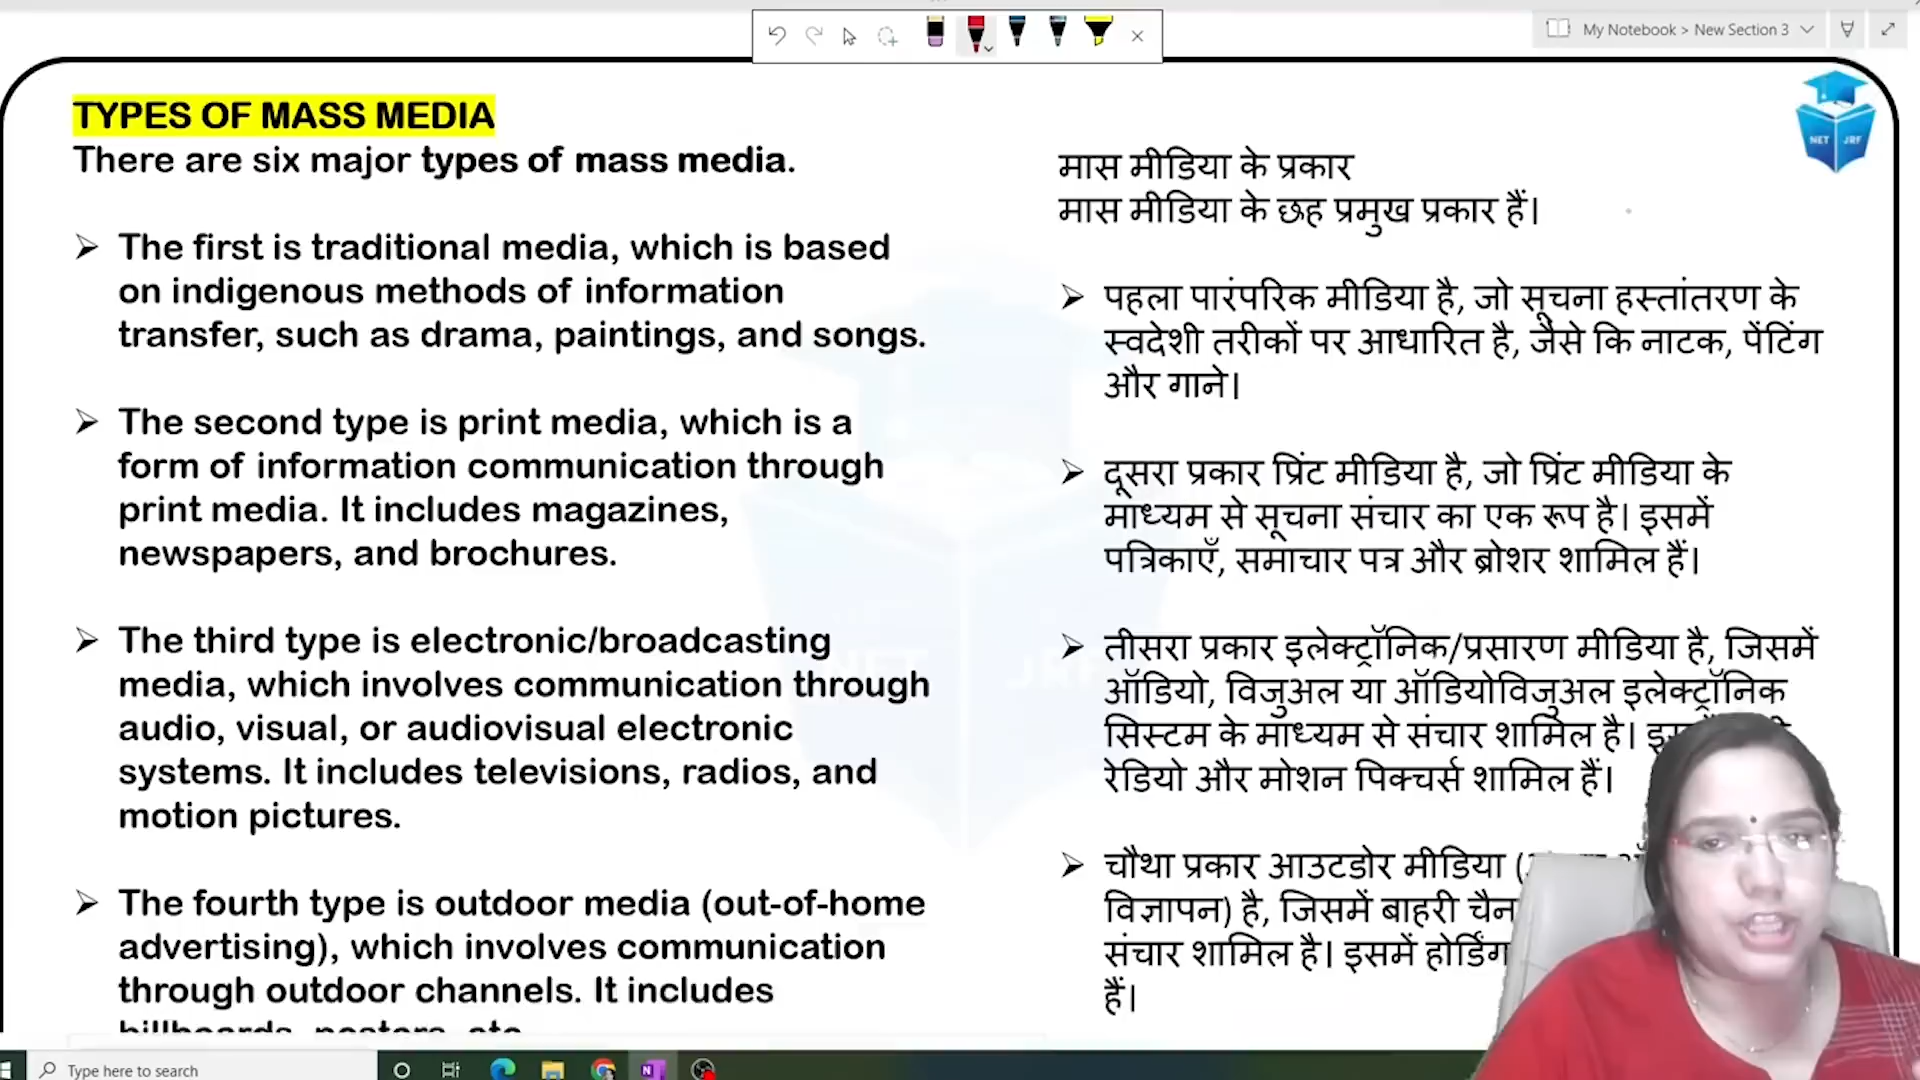 My Notebook > New Section 3
TYPES OF MASS MEDIA
There are six major types of mass media.
➢ The first is traditional media, which is based
on indigenous methods of information
transfer, such as drama, paintings, and songs.
➢ The second type is print media, which is a
form of information communication through
print media. It includes magazines,
newspapers, and brochures.
➢ The third type is electronic/broadcasting
media, which involves communication through
audio, visual, or audiovisual electronic
systems. It includes televisions, radios, and
motion pictures.
➢ The fourth type is outdoor media (out-of-home
advertising), which involves communication
through outdoor channels. It includes
billboards, posters, etc.
NET JRF
मास मीडिया के प्रकार
मास मीडिया के छह प्रमुख प्रकार हैं।
➢ पहला पारंपरिक मीडिया है, जो सूचना हस्तांतरण के
स्वदेशी तरीकों पर आधारित है, जैसे कि नाटक, पेंटिंग
और गाने।
➢ दूसरा प्रकार प्रिंट मीडिया है, जो प्रिंट मीडिया के
माध्यम से सूचना संचार का एक रूप है। इसमें
पत्रिकाएँ, समाचार पत्र और ब्रोशर शामिल हैं।
➢ तीसरा प्रकार इलेक्ट्रॉनिक/प्रसारण मीडिया है, जिसमें
ऑडियो, विजुअल या ऑडियोविजुअल इलेक्ट्रॉनिक
सिस्टम के माध्यम से संचार शामिल है।
रेडियो और मोशन पिक्चर्स शामिल हैं।
➢ चौथा प्रकार आउटडोर मीडिया
विज्ञापन) है, जिसमें बाहरी
संचार शामिल है। इसमें होर्डिंग
हैं।
NET JRF
Type here to search